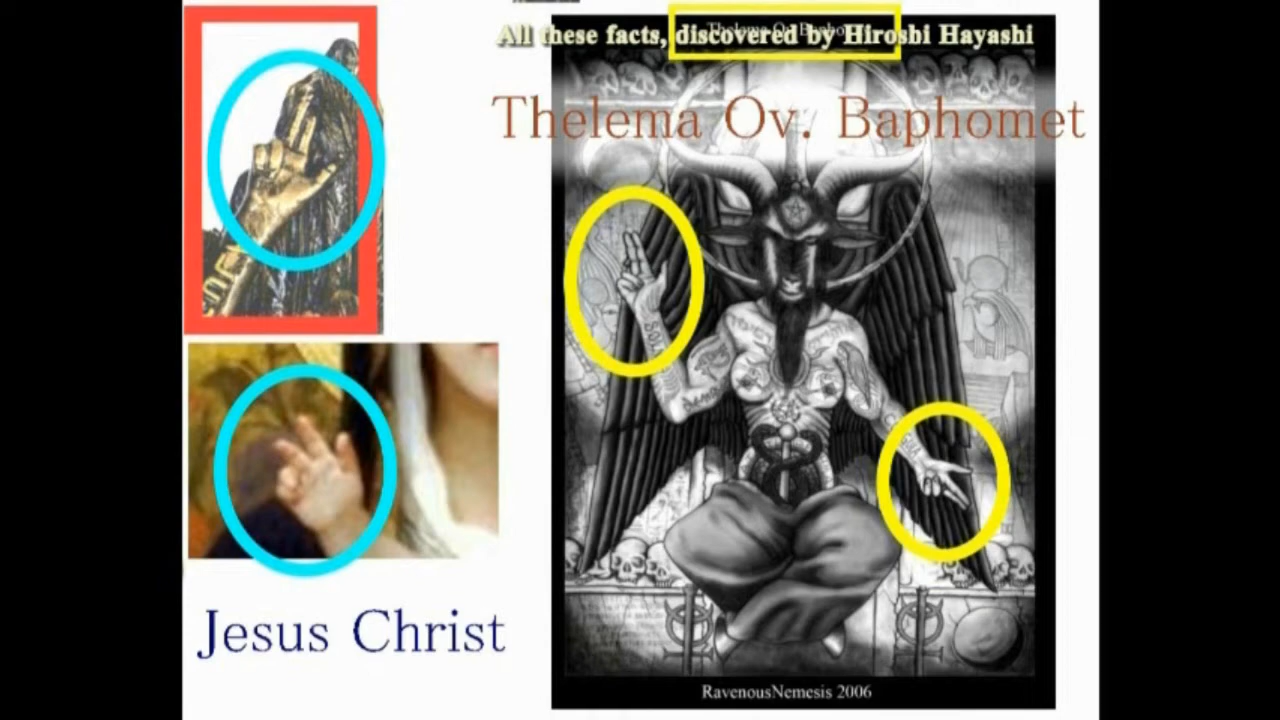 All these facts, discovered by Hiroshi Hayashi
Thelema Ov. Baphomet
Jesus Christ
RavenousNemesis 2006